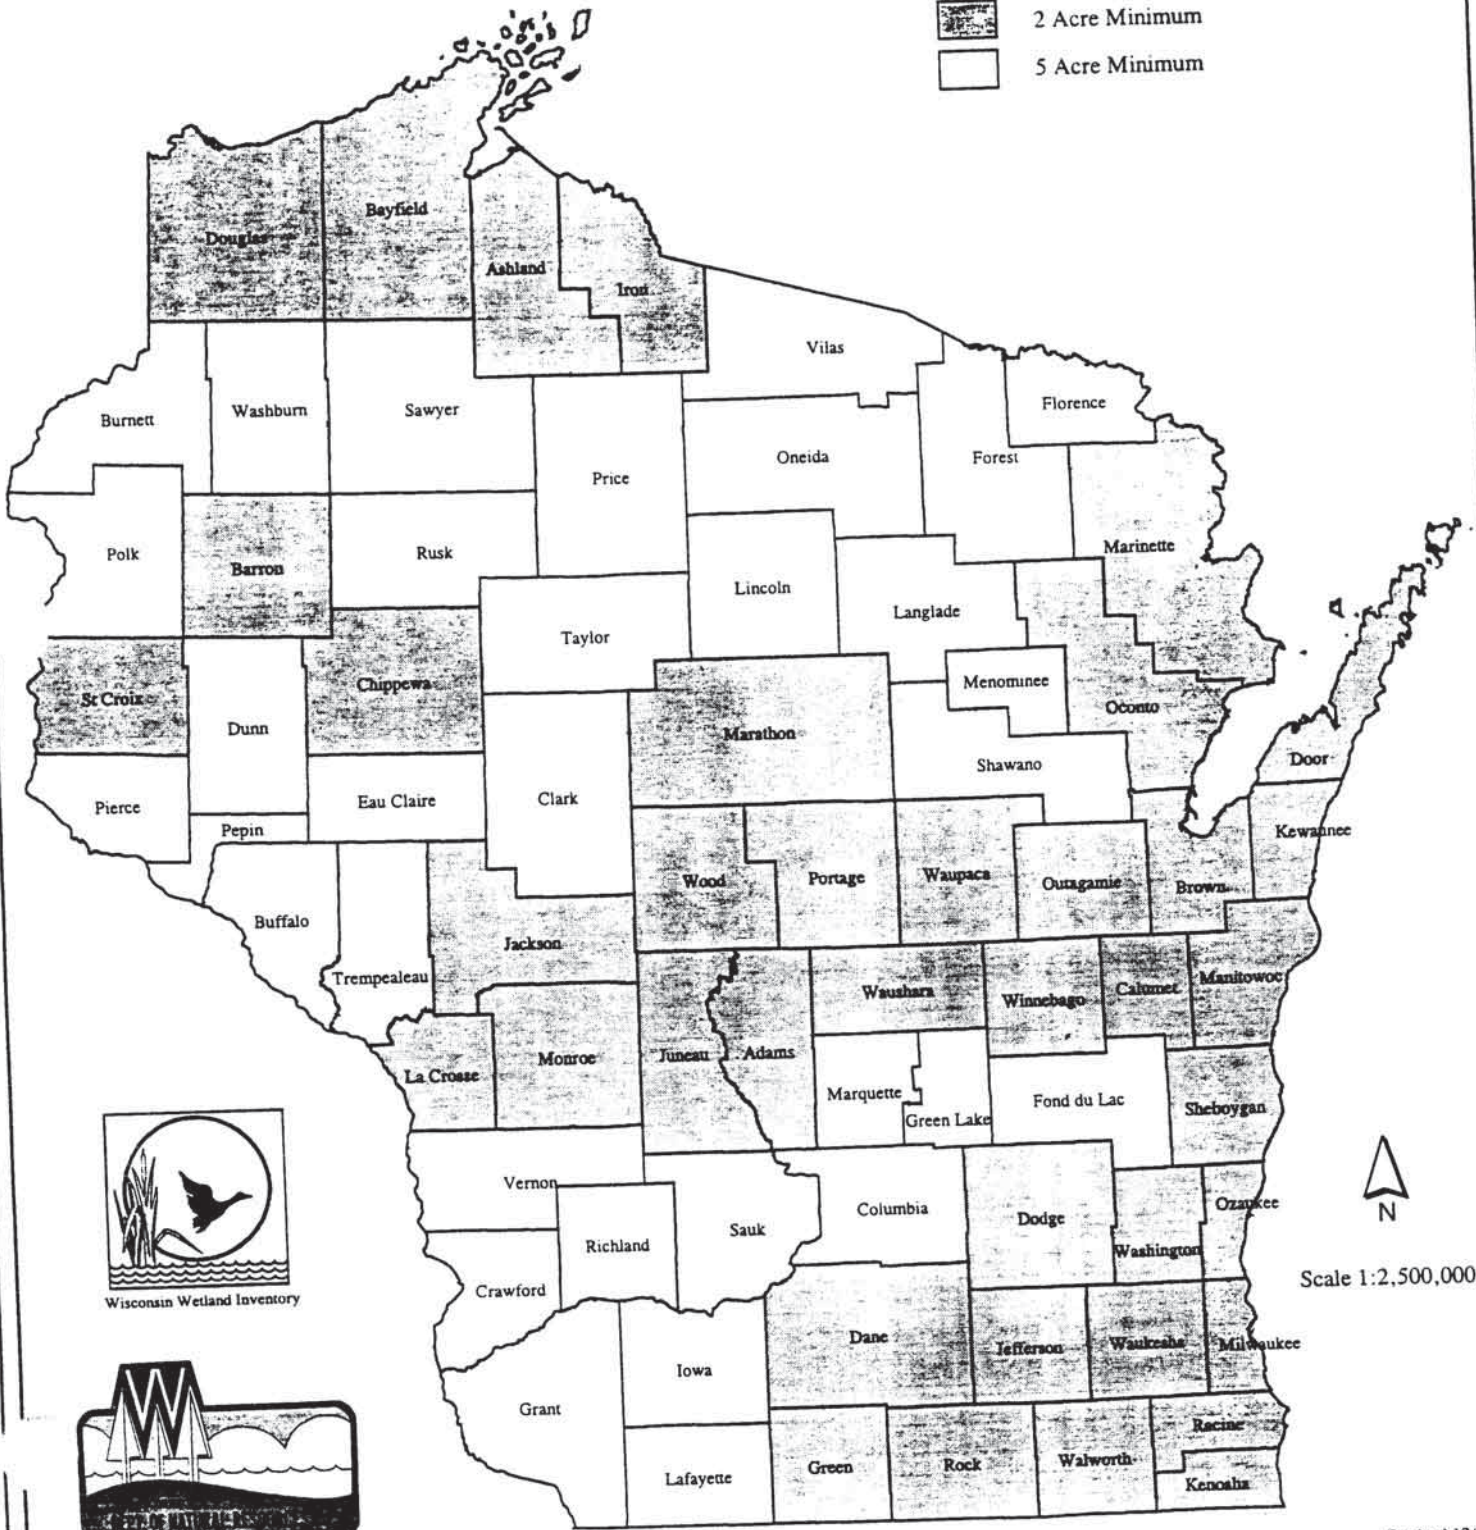 2 Acre Minimum
5 Acre Minimum
Bayfield
Douglas
Ashland
Iron
Vilas
Florence
Burnett
Washburn
Sawyer
Oneida
Forest
Price
Marinette
Polk
Barron
Rusk
Lincoln
Langlade
Taylor
Menominee
St Croix
Chippewa
Oconto
Dunn
Marathon
Door
Shawano
Pierce
Eau Claire
Clark
Pepin
Kewaunee
Wood
Portage
Waupaca
Outagamie
Brown
Buffalo
Jackson
Trempealeau
Waushara
Winnebago
Calumet
Manitowoc
La Crosse
Monroe
Juneau
Adams
Marquette
Green Lake
Fond du Lac
Sheboygan
Vernon
Richland
Sauk
Columbia
Dodge
Ozaukee
Washington
N
Scale 1:2,500,000
Wisconsin Wetland Inventory
Crawford
Dane
Jefferson
Waukesha
Milwaukee
Iowa
Grant
Racine
Lafayette
Green
Rock
Walworth
Kenosha
W
DEPT. OF NATURAL